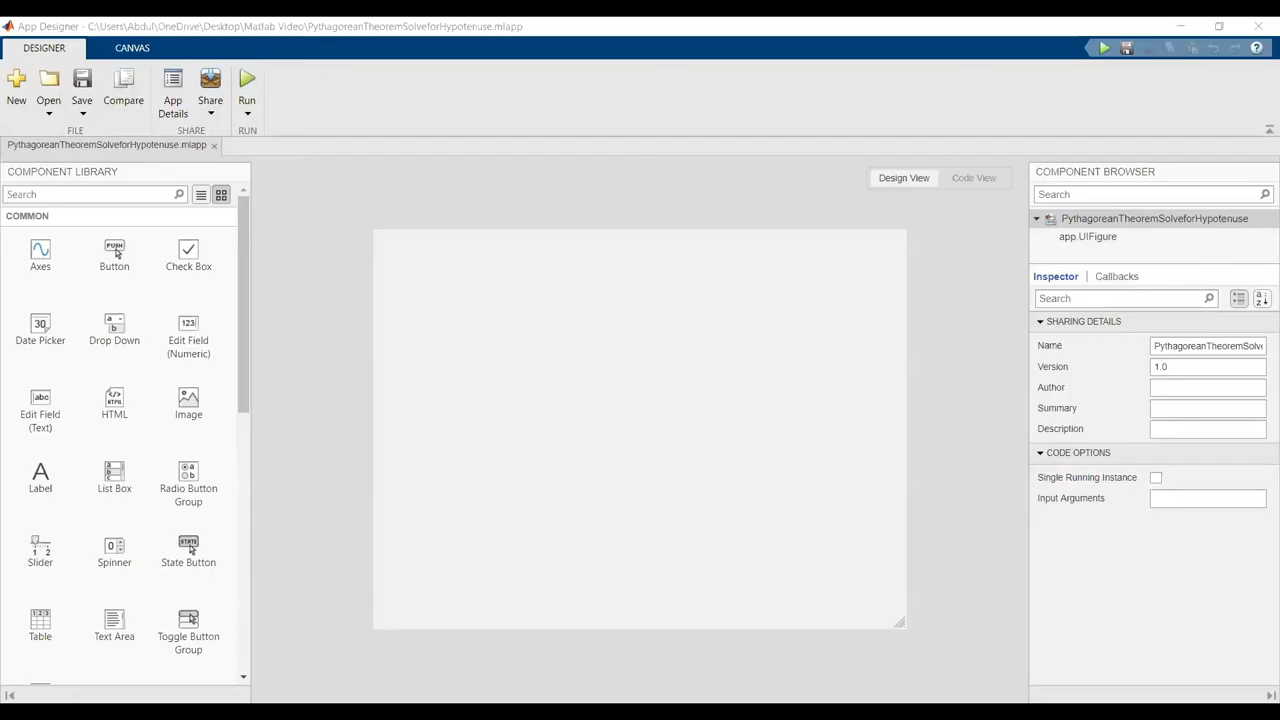 App Designer - C:\Users\Abdul\OneDrive\Desktop\Matlab Video\PythagoreanTheoremSolveforHypotenuse.mlapp
DESIGNER CANVAS
New Open Save Compare App Details Share Run
FILE SHARE RUN
PythagoreanTheoremSolveforHypotenuse.mlapp
COMPONENT LIBRARY
Search
COMMON
Axes Button Check Box
Date Picker Drop Down Edit Field (Numeric)
Edit Field (Text) HTML Image
Label List Box Radio Button Group
Slider Spinner State Button
Table Text Area Toggle Button Group
Design View Code View
COMPONENT BROWSER
Search
PythagoreanTheoremSolveforHypotenuse
app.UIFigure
Inspector | Callbacks
Search
SHARING DETAILS
Name PythagoreanTheoremSolve
Version 1.0
Author
Summary
Description
CODE OPTIONS
Single Running Instance
Input Arguments